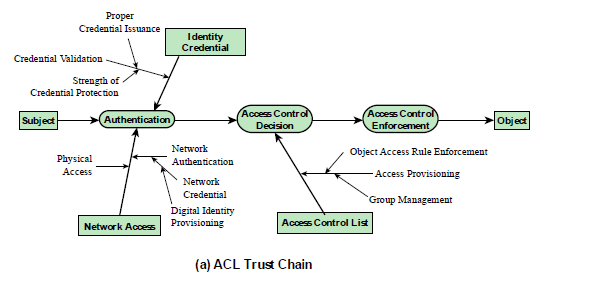 Proper
Credential Issuance
Identity
Credential
Credential Validation
Strength of
Credential Protection
Subject
Authentication
Access Control
Decision
Access Control
Enforcement
Object
Physical
Access
Network
Authentication
Network
Credential
Digital Identity
Provisioning
Object Access Rule Enforcement
Access Provisioning
Group Management
Network Access
Access Control List
(a) ACL Trust Chain